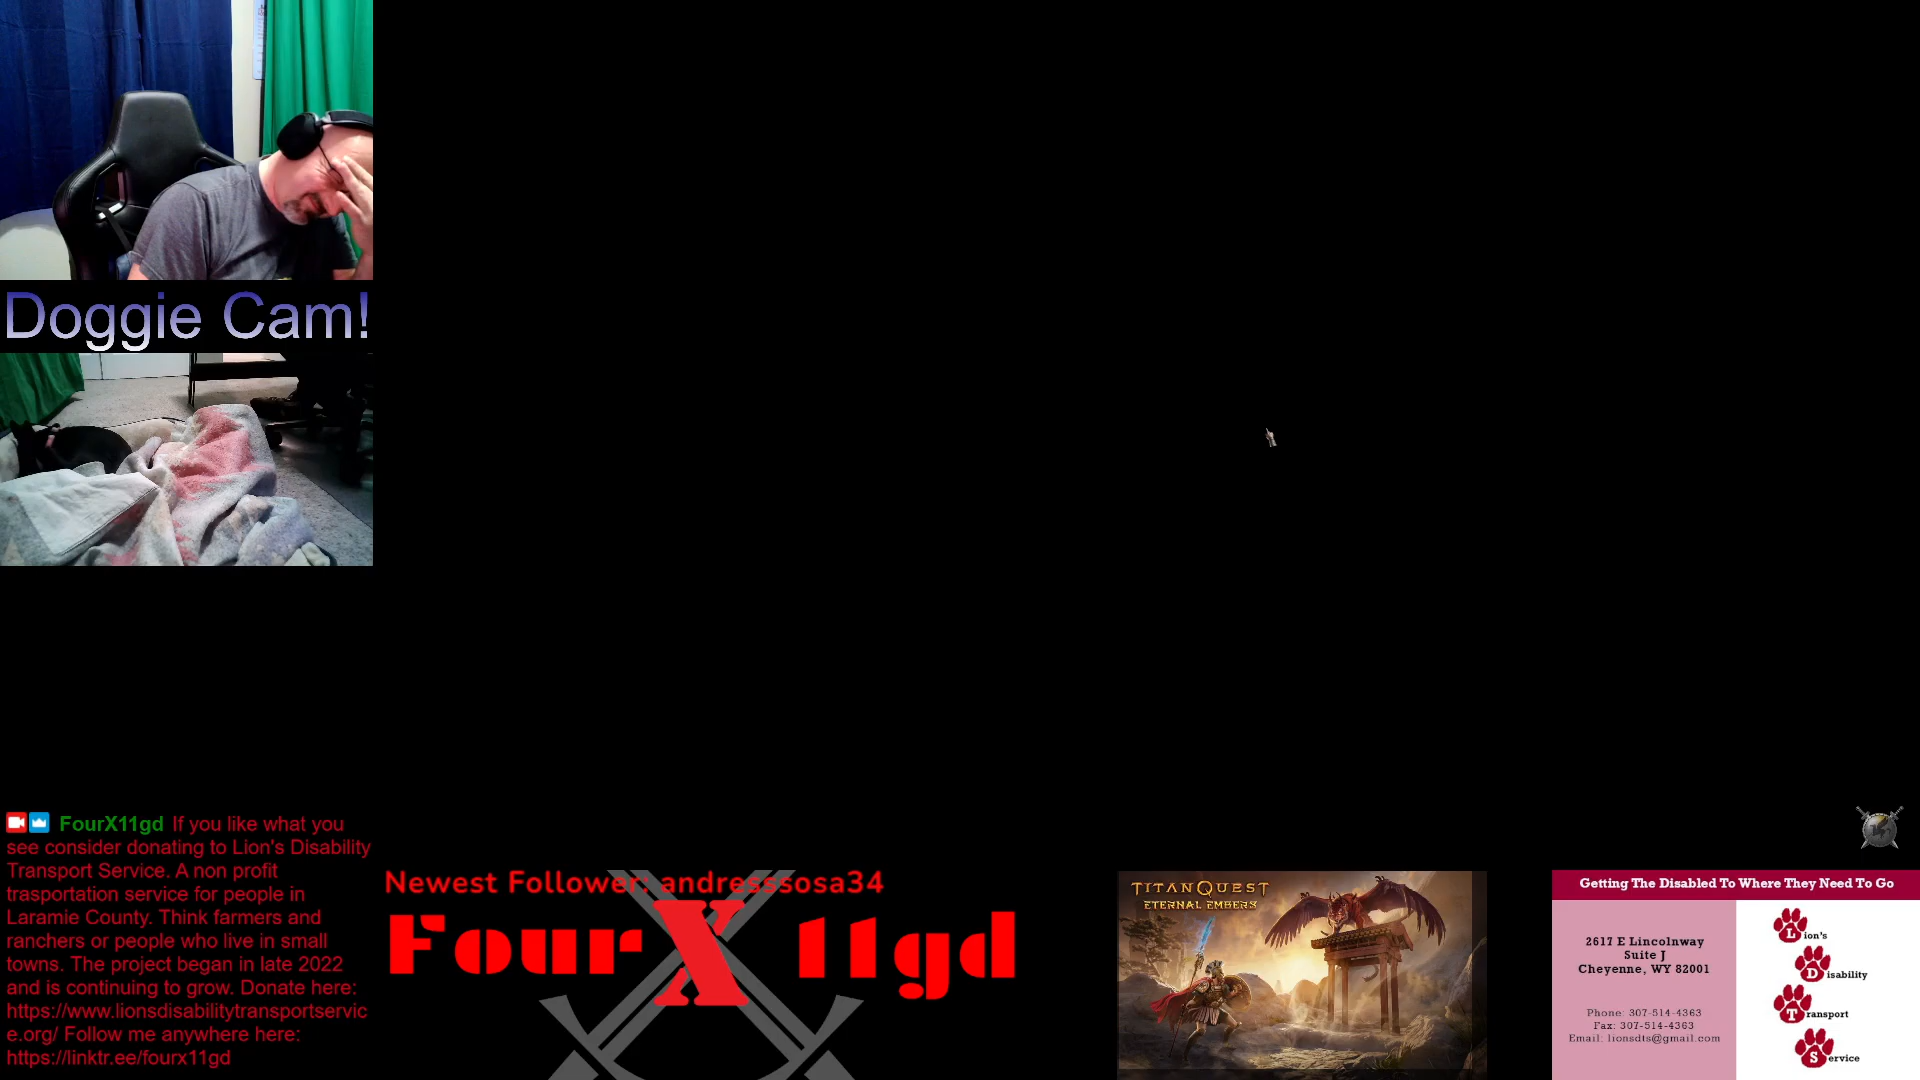 Doggie Cam!
FourX11gd If you like what you
see consider donating to Lion's Disability
Transport Service. A non profit
trasportation service for people in
Laramie County. Think farmers and
ranchers or people who live in small
towns. The project began in late 2022
and is continuing to grow. Donate here:
https://www.lionsdisabilitytransportservic
e.org/ Follow me anywhere here:
https://linktr.ee/fourx11gd
Newest Follower: andresssosa34
FourX11gd
TITAN QUEST
ETERNAL EMBERS
Getting The Disabled To Where They Need To Go
2617 E Lincolnway
Suite J
Cheyenne, WY 82001
Phone: 307-514-4363
Fax: 307-514-4363
Email: lionsdts@gmail.com
Lion's
Disability
Transport
Service